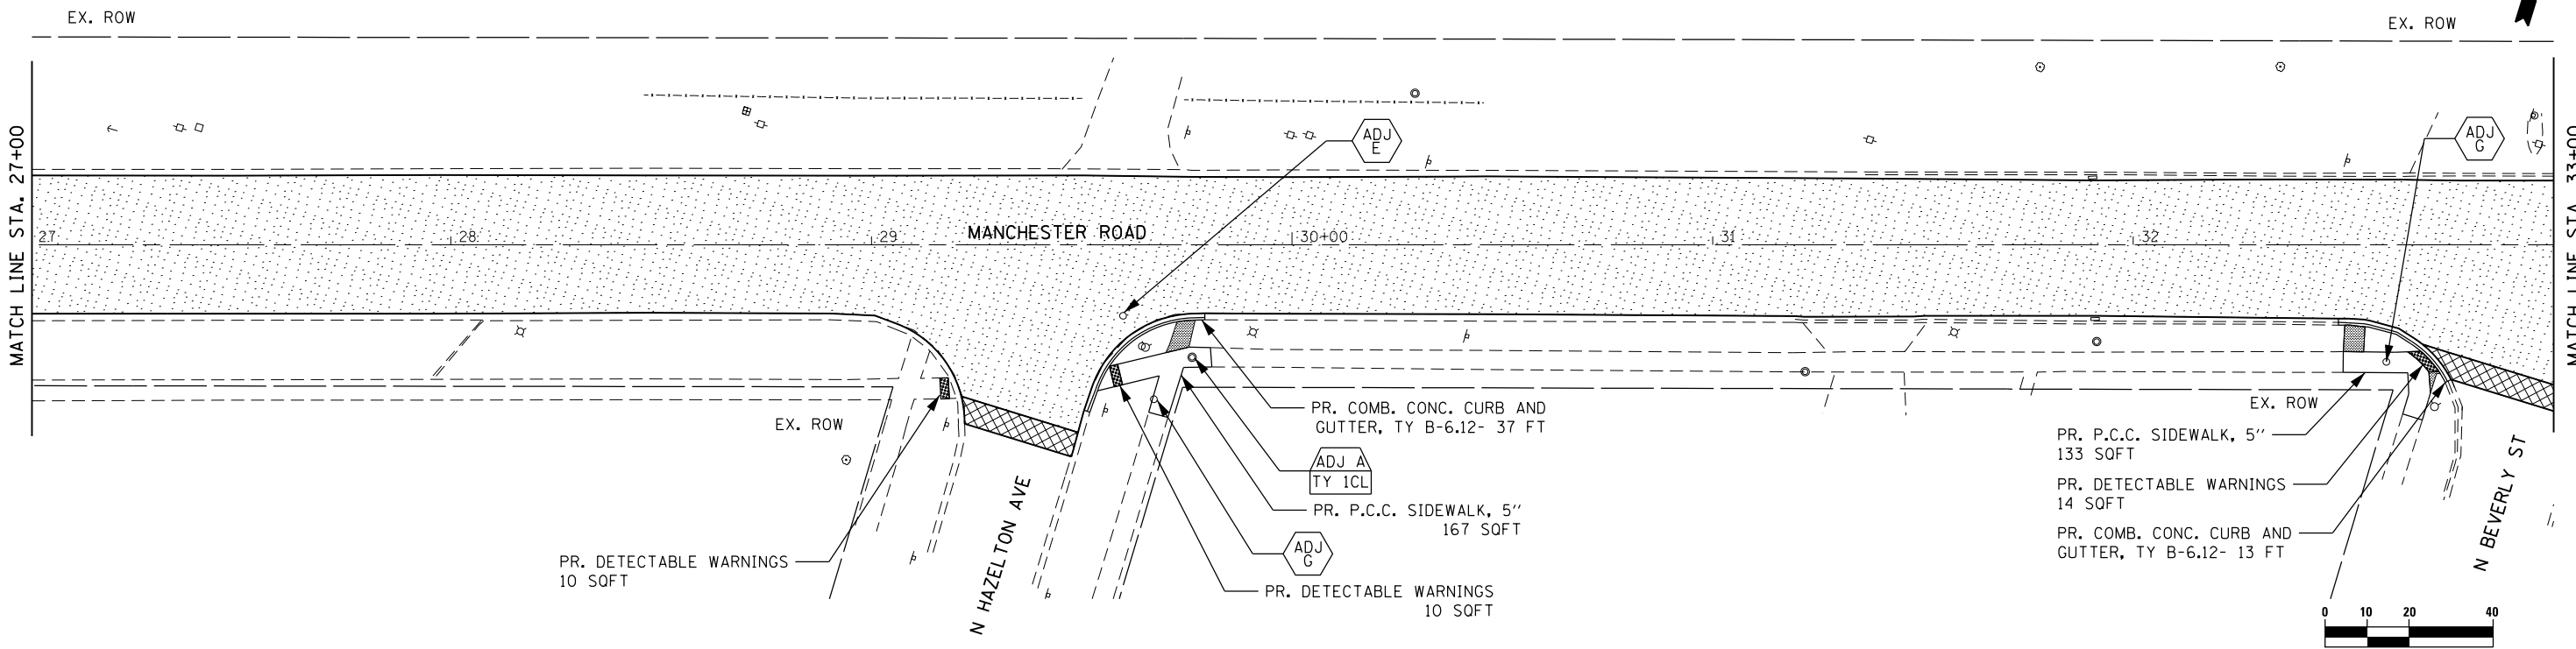 EX. ROW
EX. ROW
MATCH LINE STA. 27+00
MATCH LINE STA. 33+00
ADJ
E
ADJ
G
27
28
29
30+00
31
32
MANCHESTER ROAD
EX. ROW
EX. ROW
PR. COMB. CONC. CURB AND
GUTTER, TY B-6.12- 37 FT
ADJ A
TY 1CL
PR. P.C.C. SIDEWALK, 5''
167 SQFT
ADJ
G
PR. DETECTABLE WARNINGS
10 SQFT
PR. DETECTABLE WARNINGS
10 SQFT
N HAZELTON AVE
PR. P.C.C. SIDEWALK, 5''
133 SQFT
PR. DETECTABLE WARNINGS
14 SQFT
PR. COMB. CONC. CURB AND
GUTTER, TY B-6.12- 13 FT
N BEVERLY ST
0 10 20 40